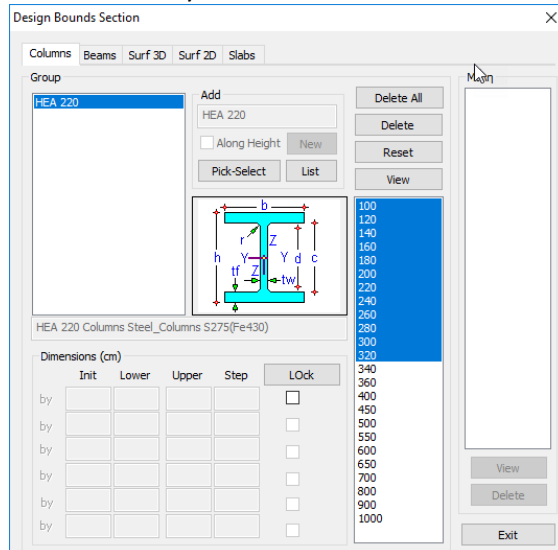 Design Bounds Section
Columns Beams Surf 3D Surf 2D Slabs
Group
HEA 220
Add
HEA 220
Along Height New
Pick-Select List
Delete All
Delete
Reset
View
Main
b
r Z
h Y Y d c
tf Z tw
HEA 220 Columns Steel_Columns S275(Fe430)
100
120
140
160
180
200
220
240
260
280
300
320
340
360
400
450
500
550
600
650
700
800
900
1000
Dimensions (cm)
Init Lower Upper Step LOck
by
by
by
by
by
by
View
Delete
Exit